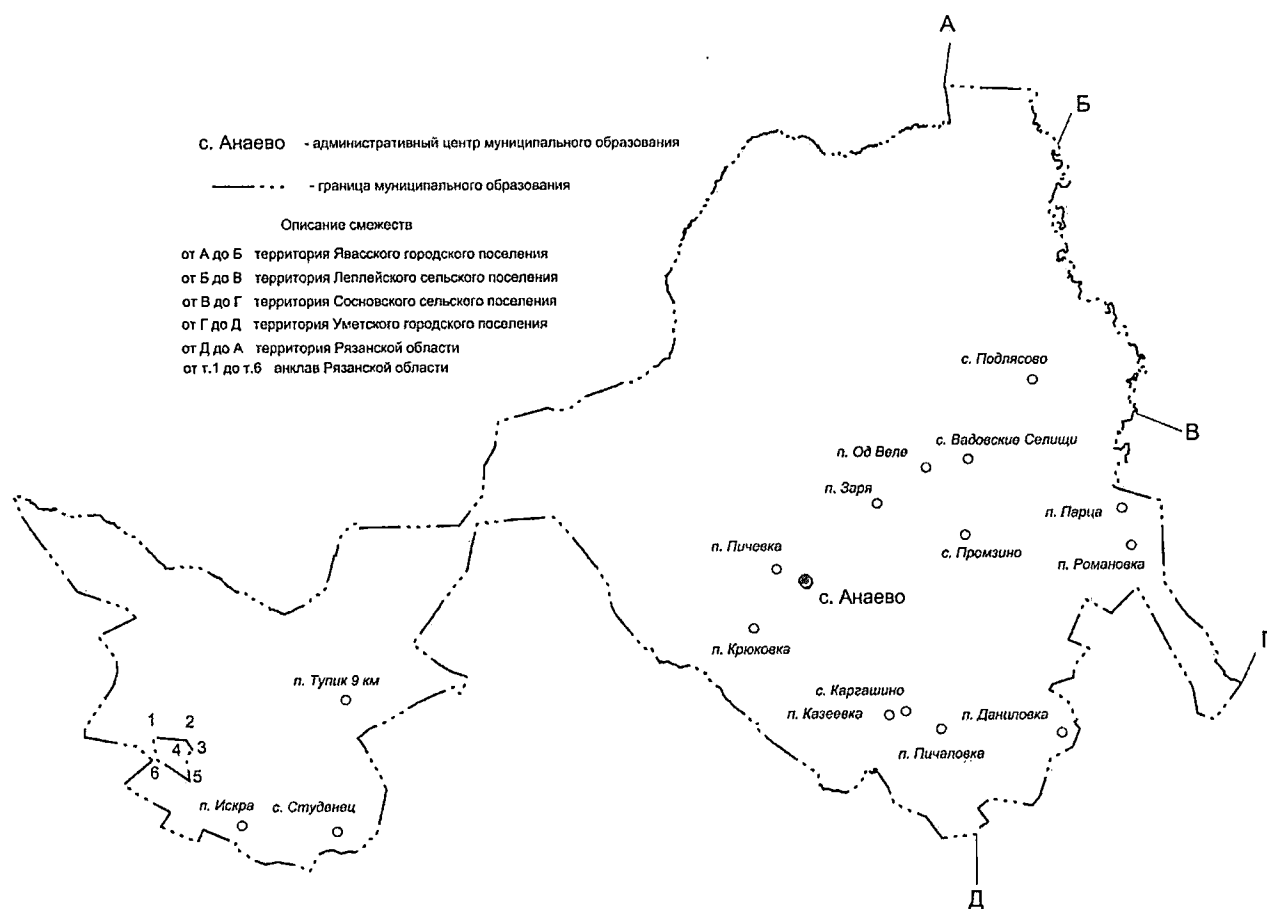 А
Б
с. Анаево - административный центр муниципального образования
- граница муниципального образования
Описание смежеств
от А до Б территория Явасского городского поселения
от Б до В территория Леплейского сельского поселения
от В до Г территория Сосновского сельского поселения
от Г до Д территория Уметского городского поселения
от Д до А территория Рязанской области
от т.1 до т.6 анклав Рязанской области
с. Подлясово
В
с. Вадовские Селищи
п. Од Веле
п. Заря
п. Парца
с. Промзино
п. Пичевка
п. Романовка
с. Анаево
п. Крюковка
Г
п. Тупик 9 км
с. Каргашино
п. Казеевка
п. Даниловка
п. Пичаловка
1 2
4 3
6 5
п. Искра с. Студенец
Д